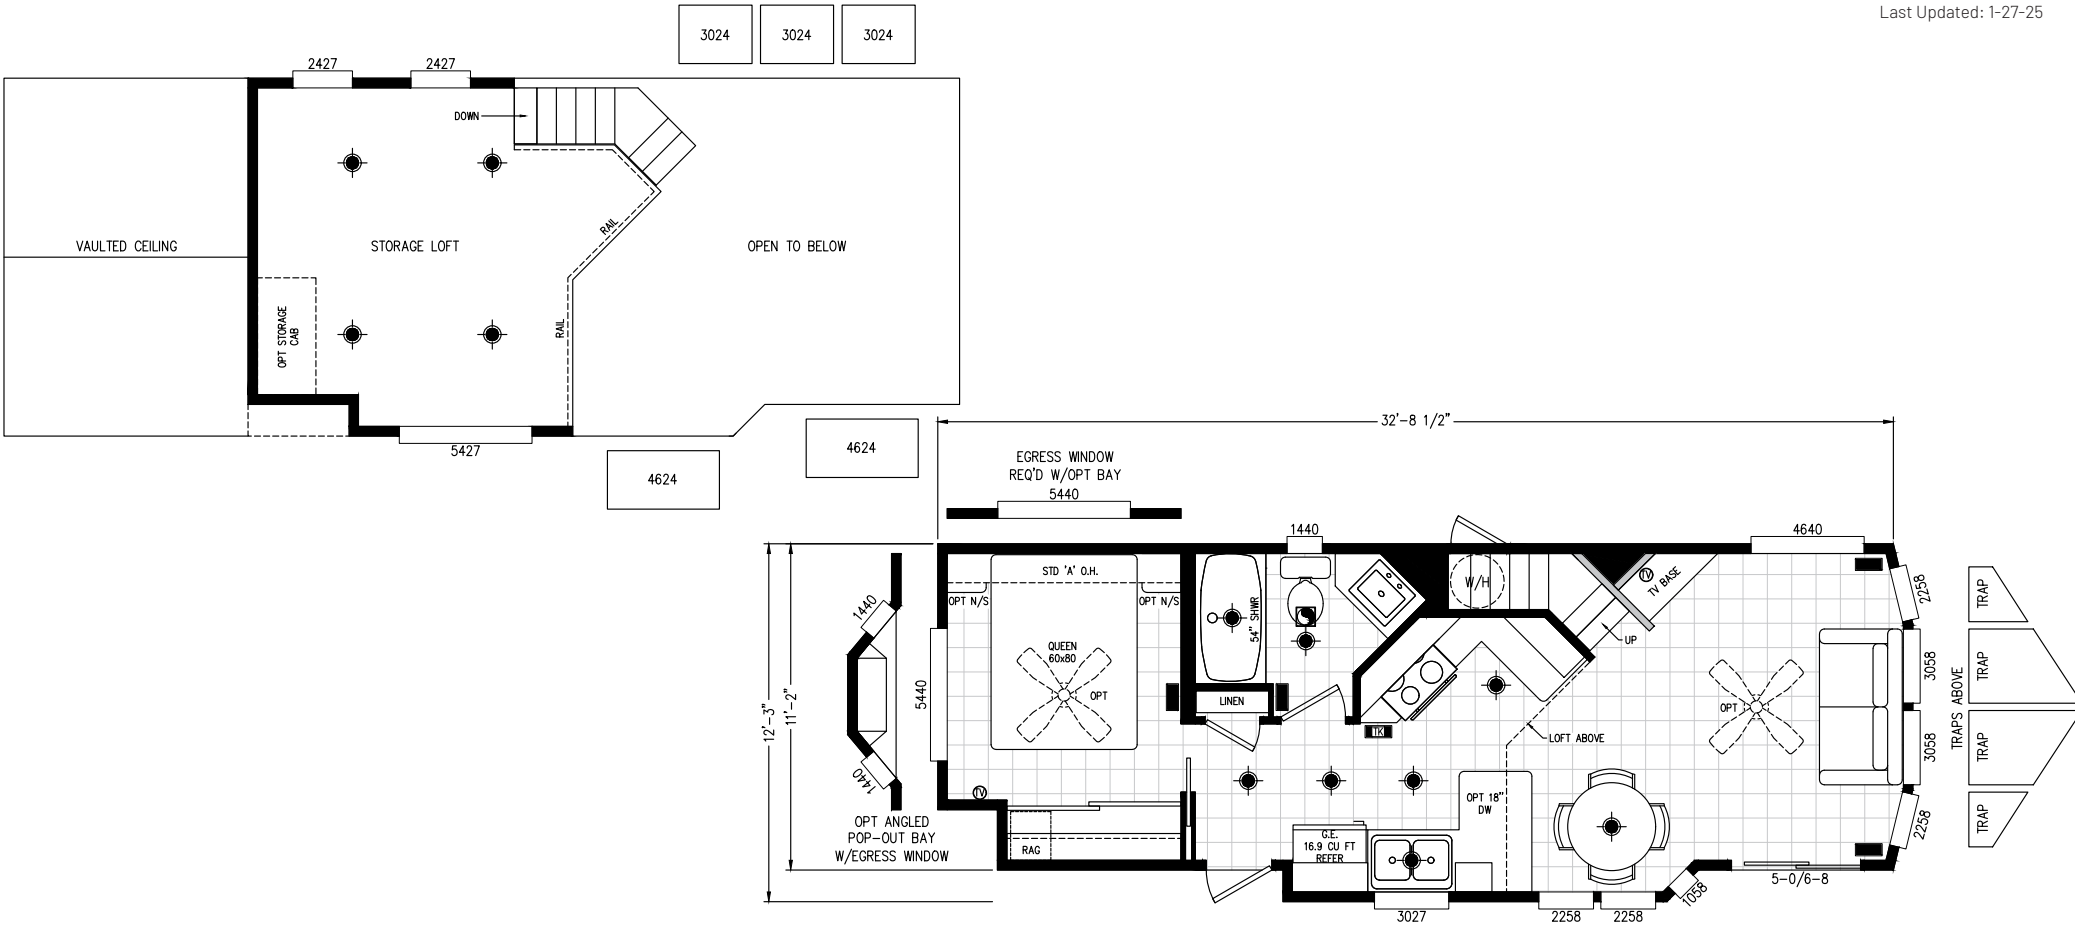 Last Updated: 1-27-25
3024
3024
3024
2427
2427
DOWN
RAIL
VAULTED CEILING
STORAGE LOFT
OPEN TO BELOW
OPT STORAGE
CAB
RAIL
5427
4624
4624
32'-8 1/2"
EGRESS WINDOW
REQ'D W/OPT BAY
5440
1440
4640
12'-3"
11'-2"
1440
1440
5440
OPT ANGLED
POP-OUT BAY
W/EGRESS WINDOW
STD 'A' O.H.
OPT N/S
OPT N/S
QUEEN
60x80
OPT
TV
RAG
54" SHWR
LINEN
W/H
TV
TV BASE
UP
TK
LOFT ABOVE
OPT
OPT 18"
DW
G.E.
16.9 CU FT
REFER
3027
2258
2258
1058
5-0/6-8
2258
3058
3058
2258
TRAPS ABOVE
TRAP
TRAP
TRAP
TRAP